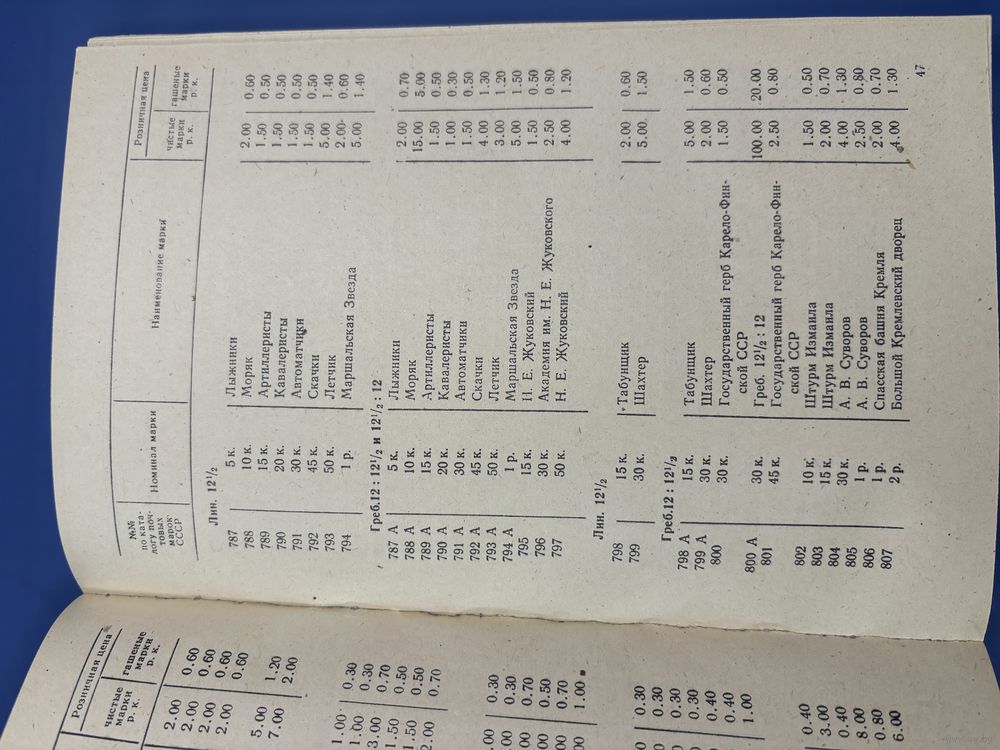 №№ по ката- логу поч- товых марок СССР | Номинал марки | Наименование марки | Розничная цена
чистые марки р. к. | гашеные марки р. к.
Лин. 12¹/₂
787 5 к. Лыжники 2.00 0.60
788 10 к. Моряк 1.50 0.50
789 15 к. Артиллеристы 1.50 0.50
790 20 к. Кавалеристы 1.50 0.50
791 30 к. Автоматчики 1.50 0.50
792 45 к. Скачки 5.00 1.40
793 50 к. Летчик 2.00 0.60
794 1 р. Маршальская Звезда 5.00 1.40
Греб.12 : 12¹/₂ и 12¹/₂ : 12
787 А 5 к. Лыжники 2.00 0.70
788 А 10 к. Моряк 15.00 5.00
789 А 15 к. Артиллеристы 1.50 0.50
790 А 20 к. Кавалеристы 1.00 0.30
791 А 30 к. Автоматчики 1.50 0.50
792 А 45 к. Скачки 4.00 1.30
793 А 50 к. Летчик 3.00 1.20
794 А 1 р. Маршальская Звезда 5.00 1.50
795 15 к. Н. Е. Жуковский 1.50 0.50
796 30 к. Академия им. Н. Е. Жуковского 2.50 0.80
797 50 к. Н. Е. Жуковский 4.00 1.20
Лин. 12¹/₂
798 15 к. Табунщик 2.00 0.60
799 30 к. Шахтер 5.00 1.50
Греб.12 : 12¹/₂
798 А 15 к. Табунщик 5.00 1.50
799 А 30 к. Шахтер 2.00 0.60
800 30 к. Государственный герб Карело-Фин- 1.50 0.50
ской ССР
800 А 30 к. Греб. 12¹/₂ : 12 100.00 20.00
801 45 к. Государственный герб Карело-Фин- 2.50 0.80
ской ССР
802 10 к. Штурм Измаила 1.50 0.50
803 15 к. Штурм Измаила 2.00 0.70
804 30 к. А. В. Суворов 4.00 1.30
805 1 р. А. В. Суворов 2.50 0.80
806 1 р. Спасская башня Кремля 2.00 0.70
807 2 р. Большой Кремлевский дворец 4.00 1.30
47
Розничная цена
чистые марки р. к. | гашеные марки р. к.
2.00 0.60
2.00 0.60
2.00 0.60
2.00 0.60
5.00 1.20
7.00 2.00
1.00 0.30
1.00 0.30
3.00 0.70
1.50 0.50
1.50 0.50
2.00 0.70
0.30
0.30
0.70
0.50
0.70
1.00
0.30
0.30
0.30
0.30
0.40
0.40
1.00
0.40
3.00
0.40
8.00
0.80
6.00